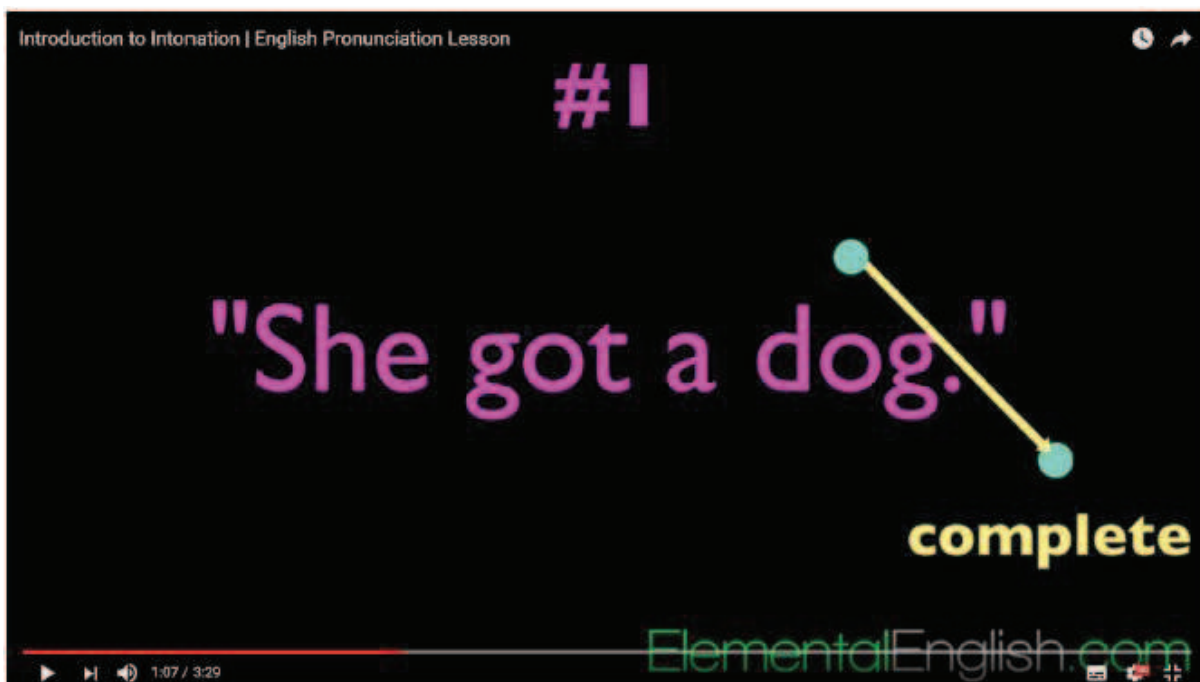 Introduction to Intonation | English Pronunciation Lesson
#1
"She got a dog."
complete
ElementalEnglish.com
1:07 / 3:29